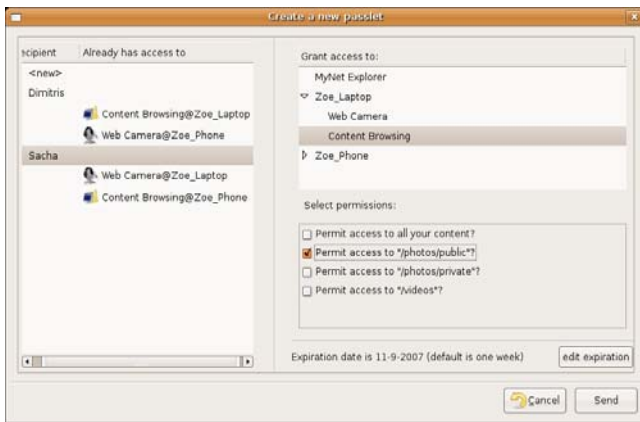 Create a new passlet
ecipient Already has access to
<new>
Dimitris
Content Browsing@Zoe_Laptop
Web Camera@Zoe_Phone
Sacha
Web Camera@Zoe_Laptop
Content Browsing@Zoe_Phone
Grant access to:
MyNet Explorer
Zoe_Laptop
Web Camera
Content Browsing
Zoe_Phone
Select permissions:
Permit access to all your content?
Permit access to "/photos/public"?
Permit access to "/photos/private"?
Permit access to "/videos"?
Expiration date is 11-9-2007 (default is one week)
edit expiration
Cancel
Send